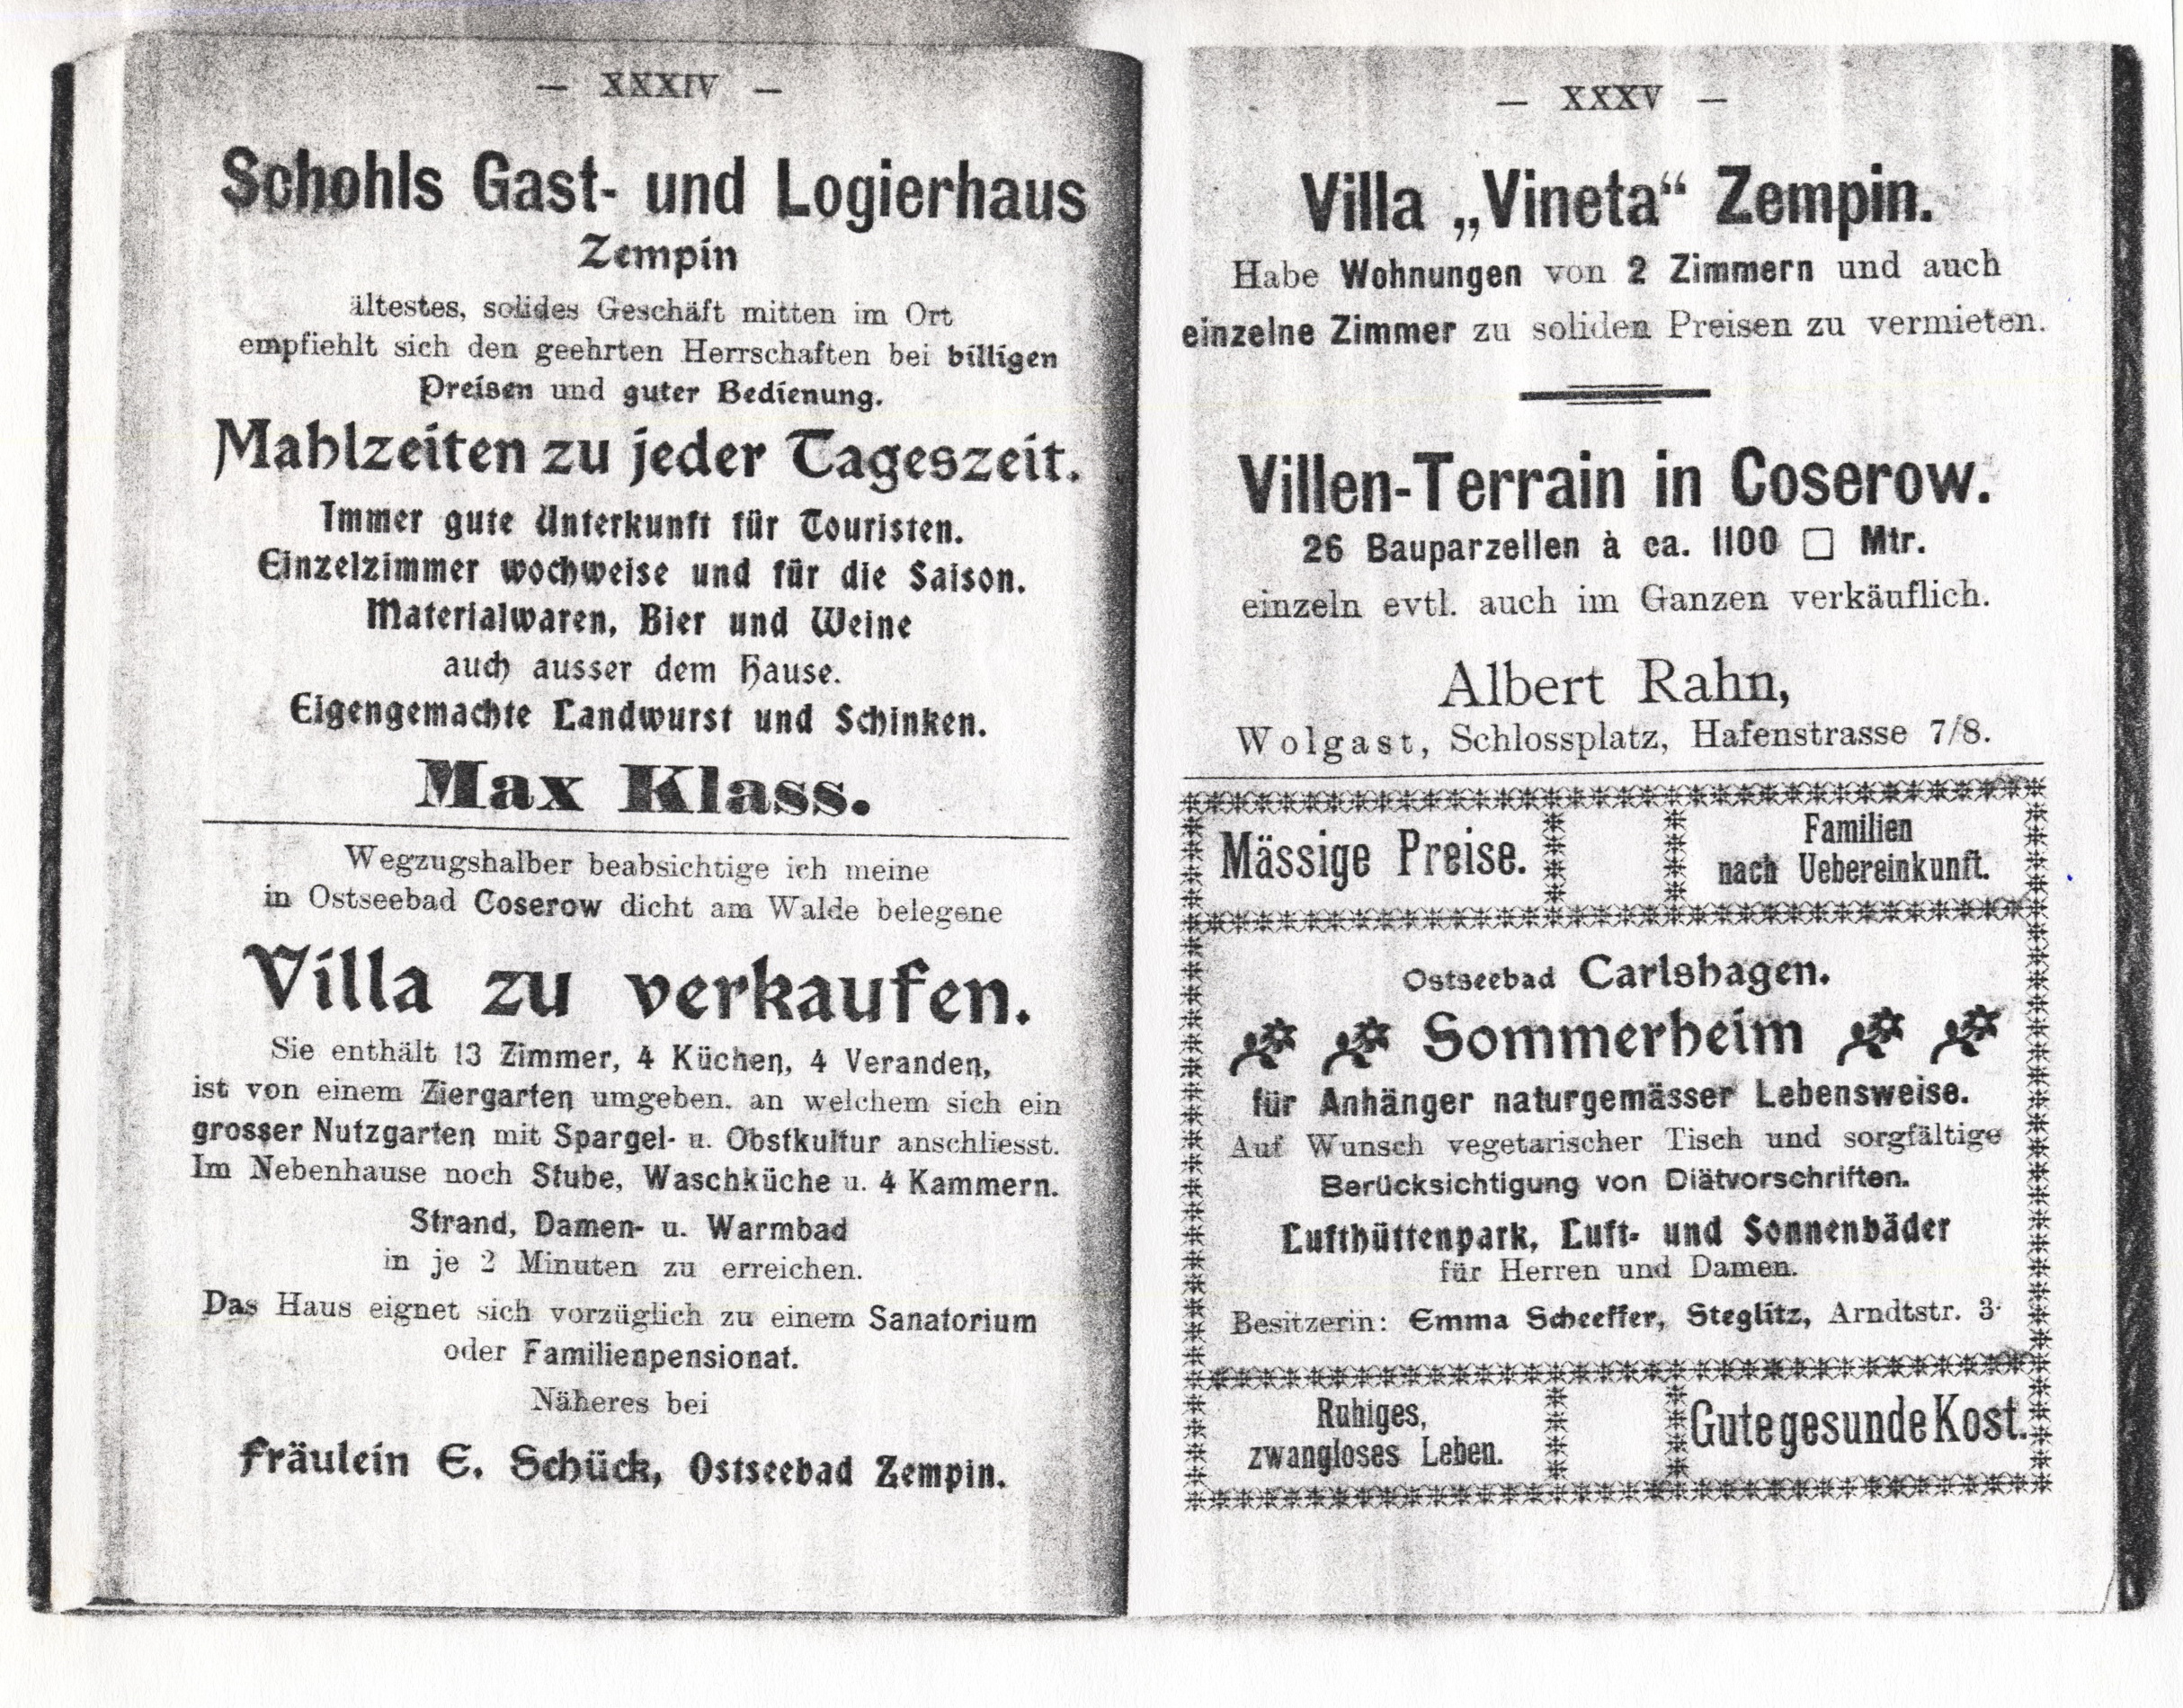 — XXXIV —
Schohls Gast- und Logierhaus
Zempin
ältestes, solides Geschäft mitten im Ort
empfiehlt sich den geehrten Herrschaften bei billigen
Preisen und guter Bedienung.
Mahlzeiten zu jeder Tageszeit.
Immer gute Unterkunft für Touristen.
Einzelzimmer wochweise und für die Saison.
Materialwaren, Bier und Weine
auch ausser dem Hause.
Eigengemachte Landwurst und Schinken.
Max Klass.
Wegzugshalber beabsichtige ich meine
in Ostseebad Coserow dicht am Walde belegene
Villa zu verkaufen.
Sie enthält 13 Zimmer, 4 Küchen, 4 Veranden,
ist von einem Ziergarten umgeben. an welchem sich ein
grosser Nutzgarten mit Spargel- u. Obstkultur anschliesst.
Im Nebenhause noch Stube, Waschküche u. 4 Kammern.
Strand, Damen- u. Warmbad
in je 2 Minuten zu erreichen.
Das Haus eignet sich vorzüglich zu einem Sanatorium
oder Familienpensionat.
Näheres bei
Fräulein E. Schück, Ostseebad Zempin.
— XXXV —
Villa „Vineta“ Zempin.
Habe Wohnungen von 2 Zimmern und auch
einzelne Zimmer zu soliden Preisen zu vermieten.
Villen-Terrain in Coserow.
26 Bauparzellen à ca. 1100 □ Mtr.
einzeln evtl. auch im Ganzen verkäuflich.
Albert Rahn,
Wolgast, Schlossplatz, Hafenstrasse 7/8.
Mässige Preise.
Familien
nach Uebereinkunft.
Ostseebad Carlshagen.
Sommerheim
für Anhänger naturgemässer Lebensweise.
Auf Wunsch vegetarischer Tisch und sorgfältige
Berücksichtigung von Diätvorschriften.
Lufthüttenpark, Luft- und Sonnenbäder
für Herren und Damen.
Besitzerin: Emma Scheeffer, Steglitz, Arndtstr. 3.
Ruhiges,
zwangloses Leben.
Gute gesunde Kost.